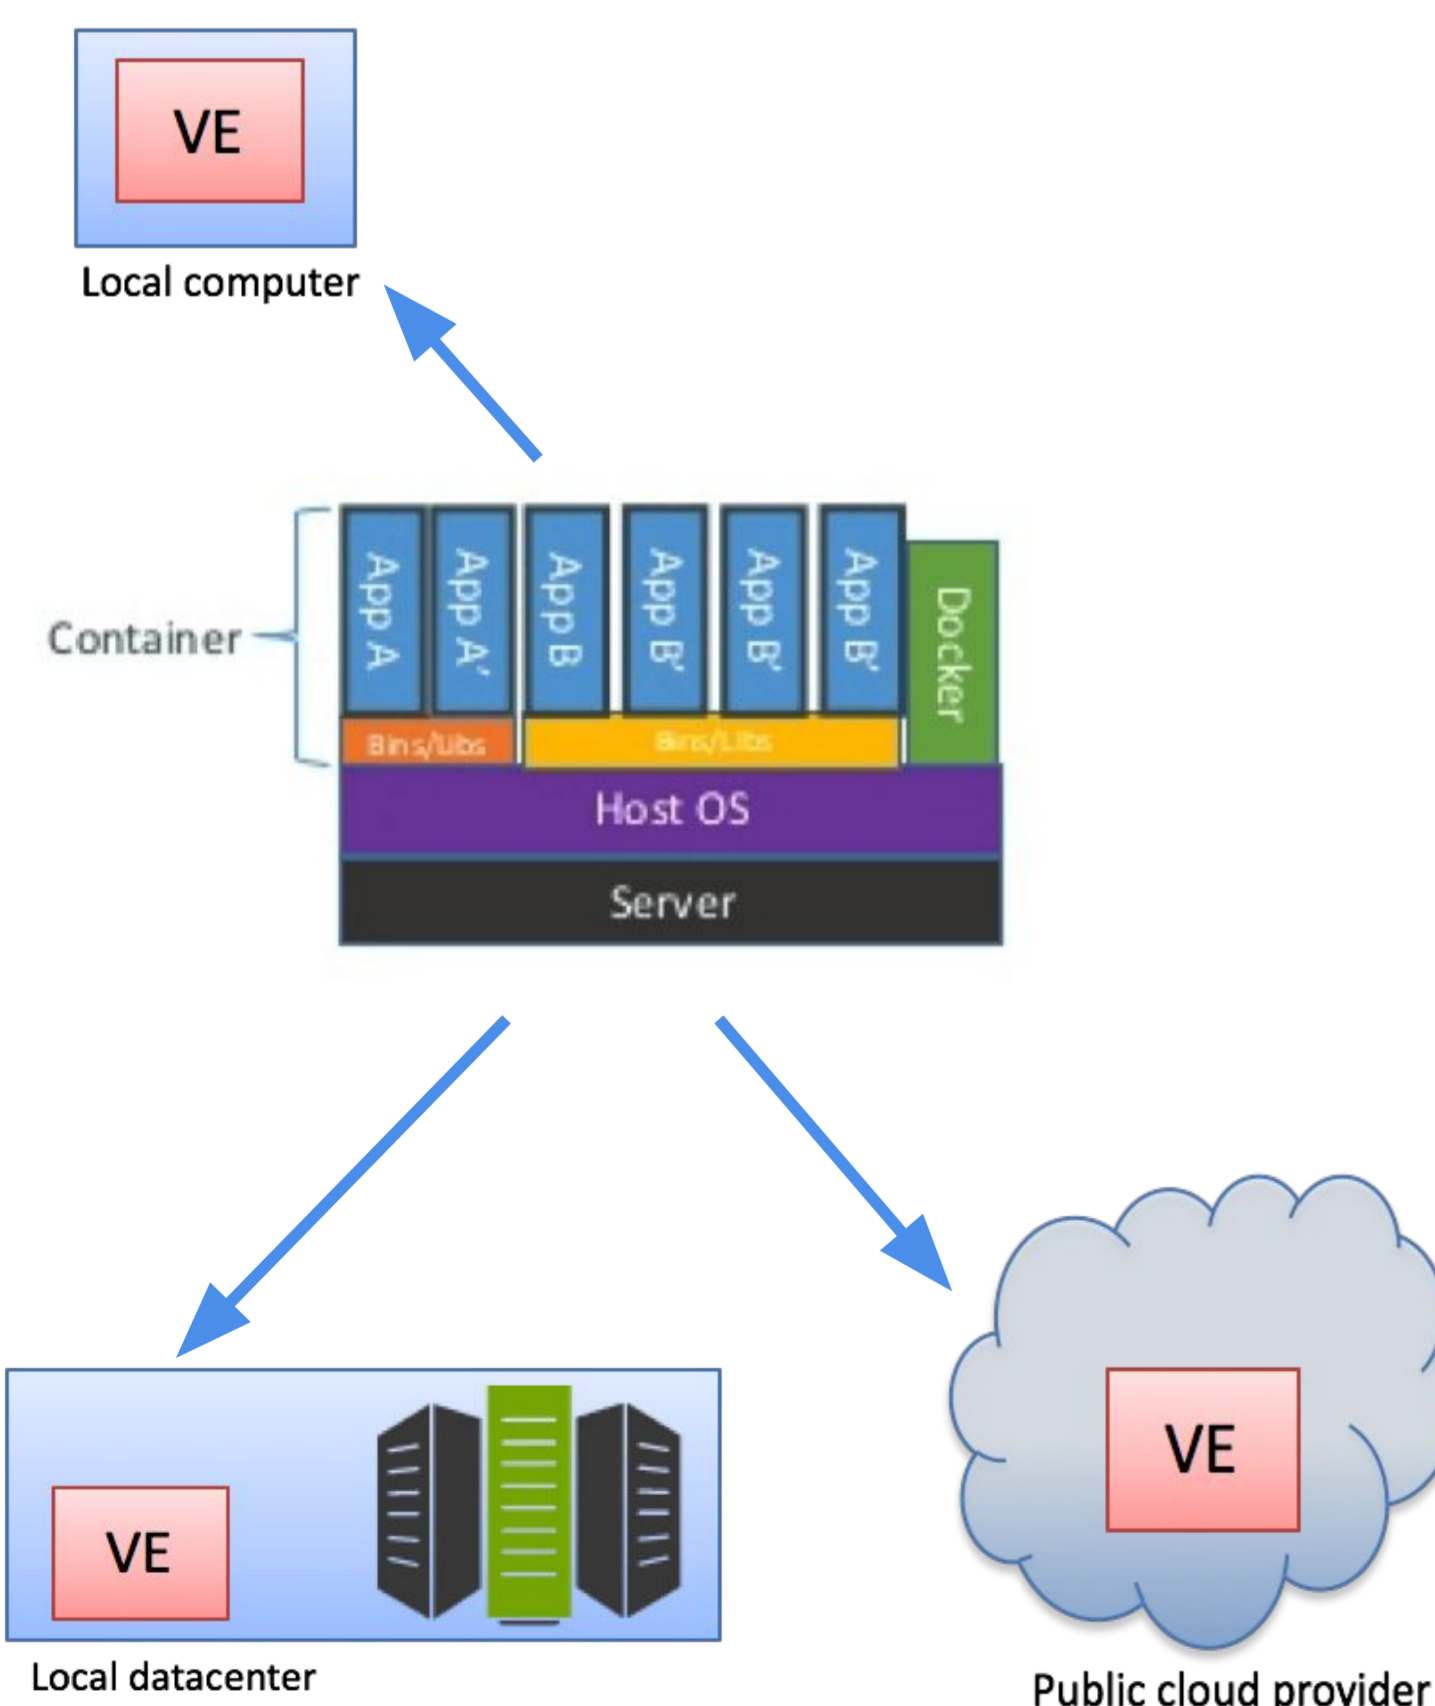 VE
Local computer
Container
App A
App A'
App B
App B'
App B'
App B'
Docker
Bins/Libs
Bins/Libs
Host OS
Server
VE
Local datacenter
VE
Public cloud provider